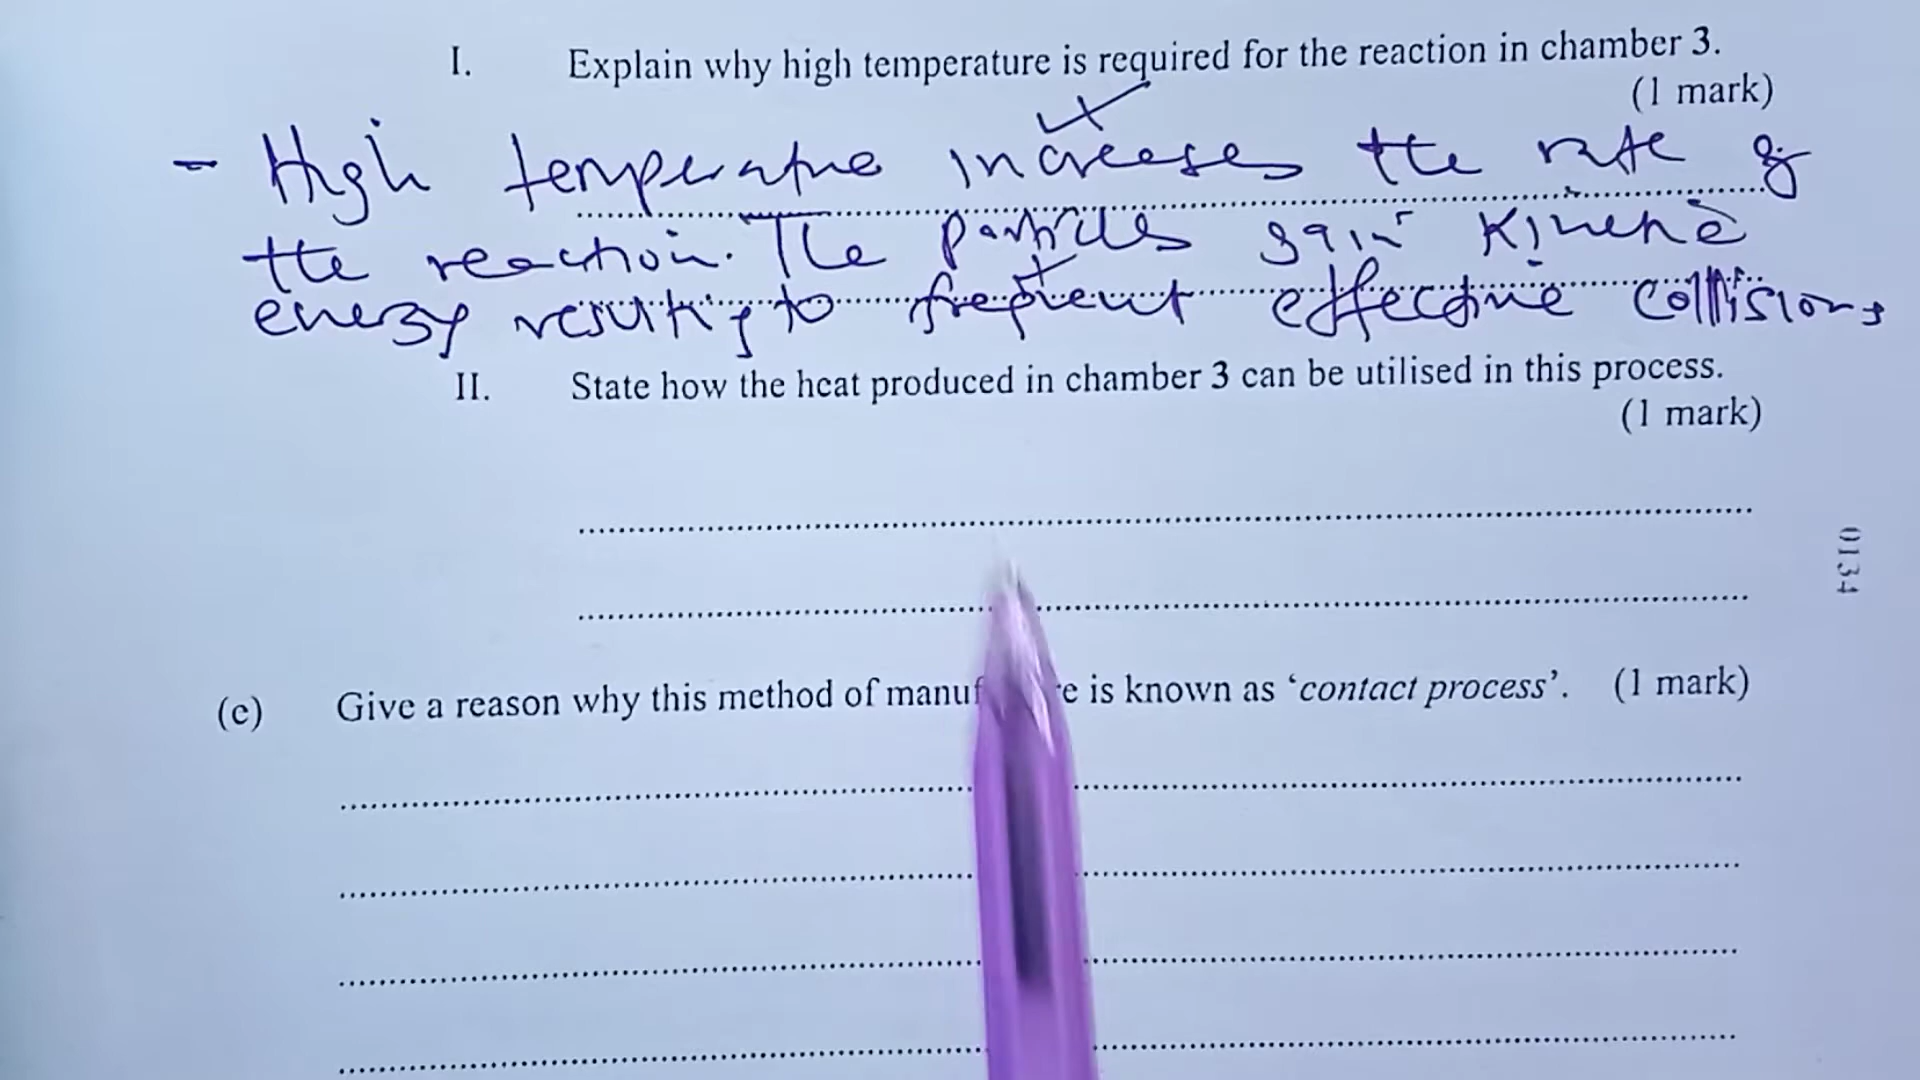 I. Explain why high temperature is required for the reaction in chamber 3.
(1 mark)
- High temperature increases the rate of
the reaction. The particles gain kinetic
energy resulting to frequent effective collisions
II. State how the heat produced in chamber 3 can be utilised in this process.
(1 mark)
0134
(c) Give a reason why this method of manuf e is known as ‘contact process’. (1 mark)